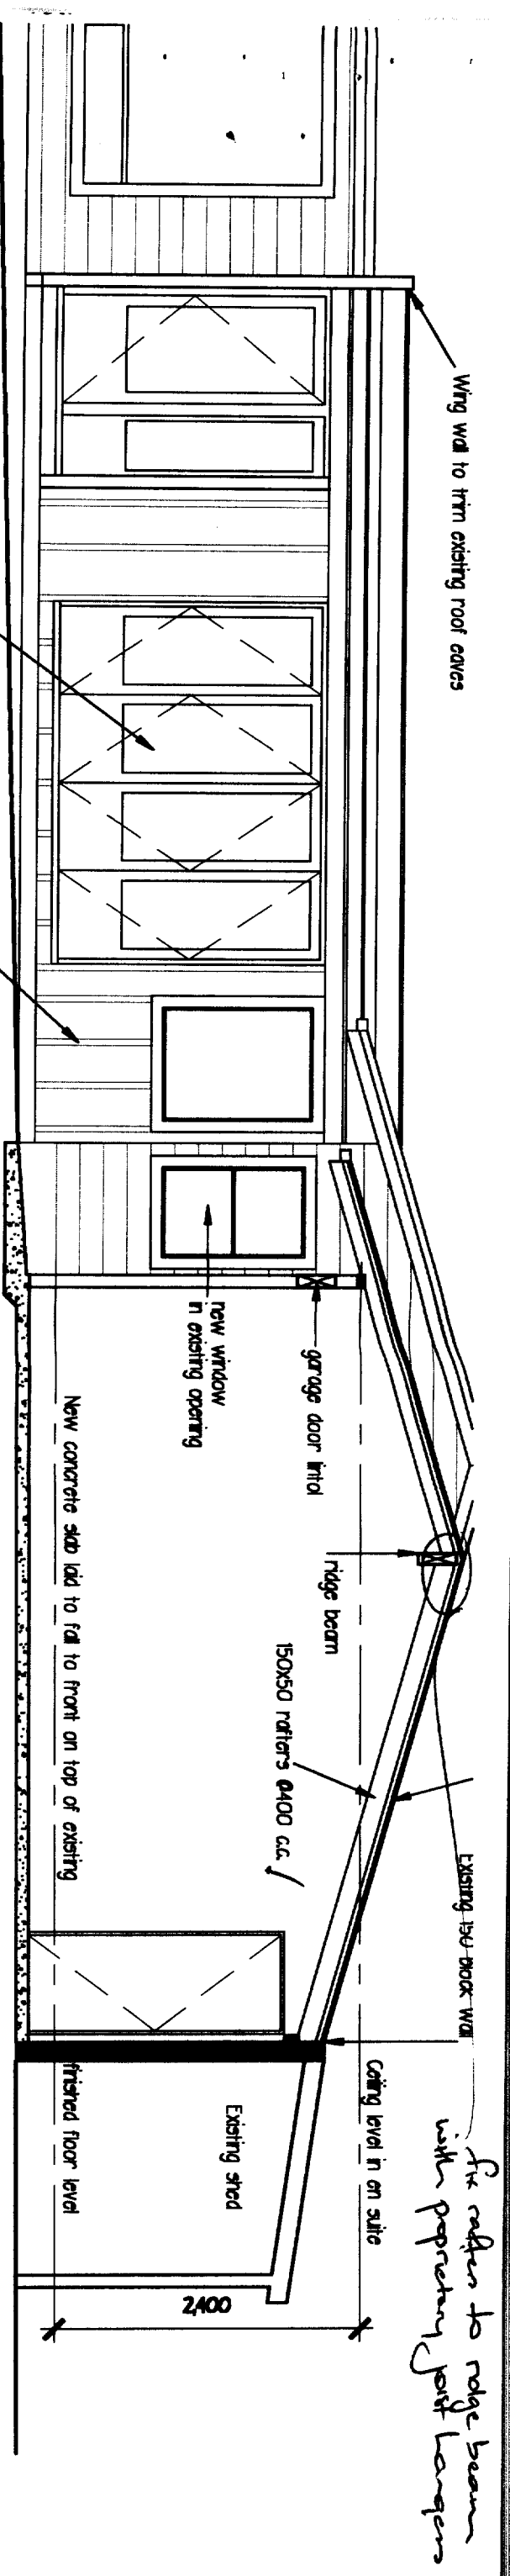 Wing wall to trim existing roof eaves
new window
in existing opening
garage door lintol
ridge beam
150x50 rafters @400 c.c.
Existing 150 block wall
Ceiling level in en suite
fix rafters to ridge beam
with proprietary joist hangers
New concrete slab laid to fall to front on top of existing
finished floor level
Existing shed
2,400